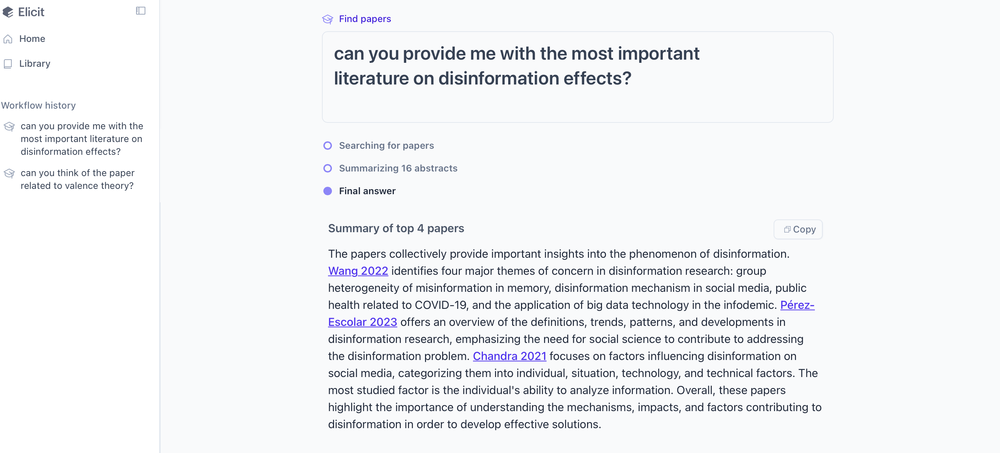 Elicit
Home
Library
Workflow history
can you provide me with the
most important literature on
disinformation effects?
can you think of the paper
related to valence theory?
Find papers
can you provide me with the most important
literature on disinformation effects?
Searching for papers
Summarizing 16 abstracts
Final answer
Summary of top 4 papers
Copy
The papers collectively provide important insights into the phenomenon of disinformation.
Wang 2022 identifies four major themes of concern in disinformation research: group
heterogeneity of misinformation in memory, disinformation mechanism in social media, public
health related to COVID-19, and the application of big data technology in the infodemic. Pérez-
Escolar 2023 offers an overview of the definitions, trends, patterns, and developments in
disinformation research, emphasizing the need for social science to contribute to addressing
the disinformation problem. Chandra 2021 focuses on factors influencing disinformation on
social media, categorizing them into individual, situation, technology, and technical factors. The
most studied factor is the individual's ability to analyze information. Overall, these papers
highlight the importance of understanding the mechanisms, impacts, and factors contributing to
disinformation in order to develop effective solutions.